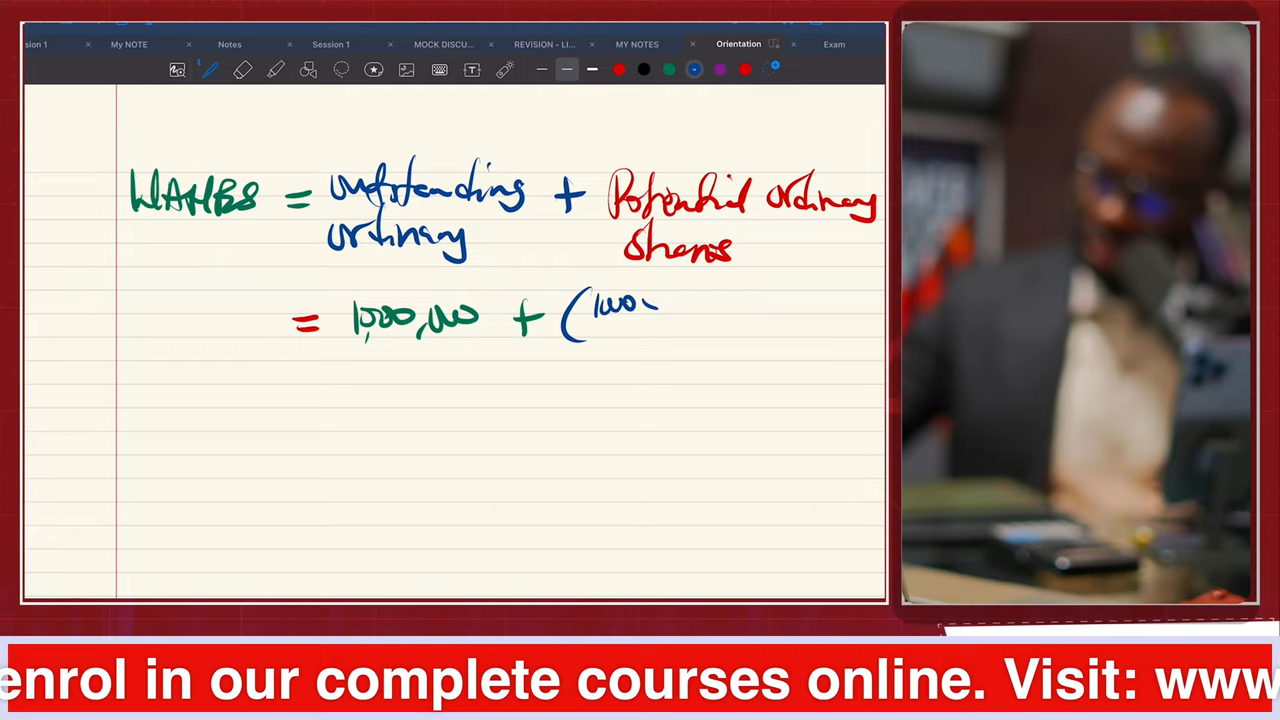 sion 1 My NOTE Notes Session 1 MOCK DISCU... REVISION - LI... MY NOTES Orientation Exam
= outstanding + Potential ordinary
ordinary shares
= 1,000,000 + (1000
enrol in our complete courses online. Visit: www